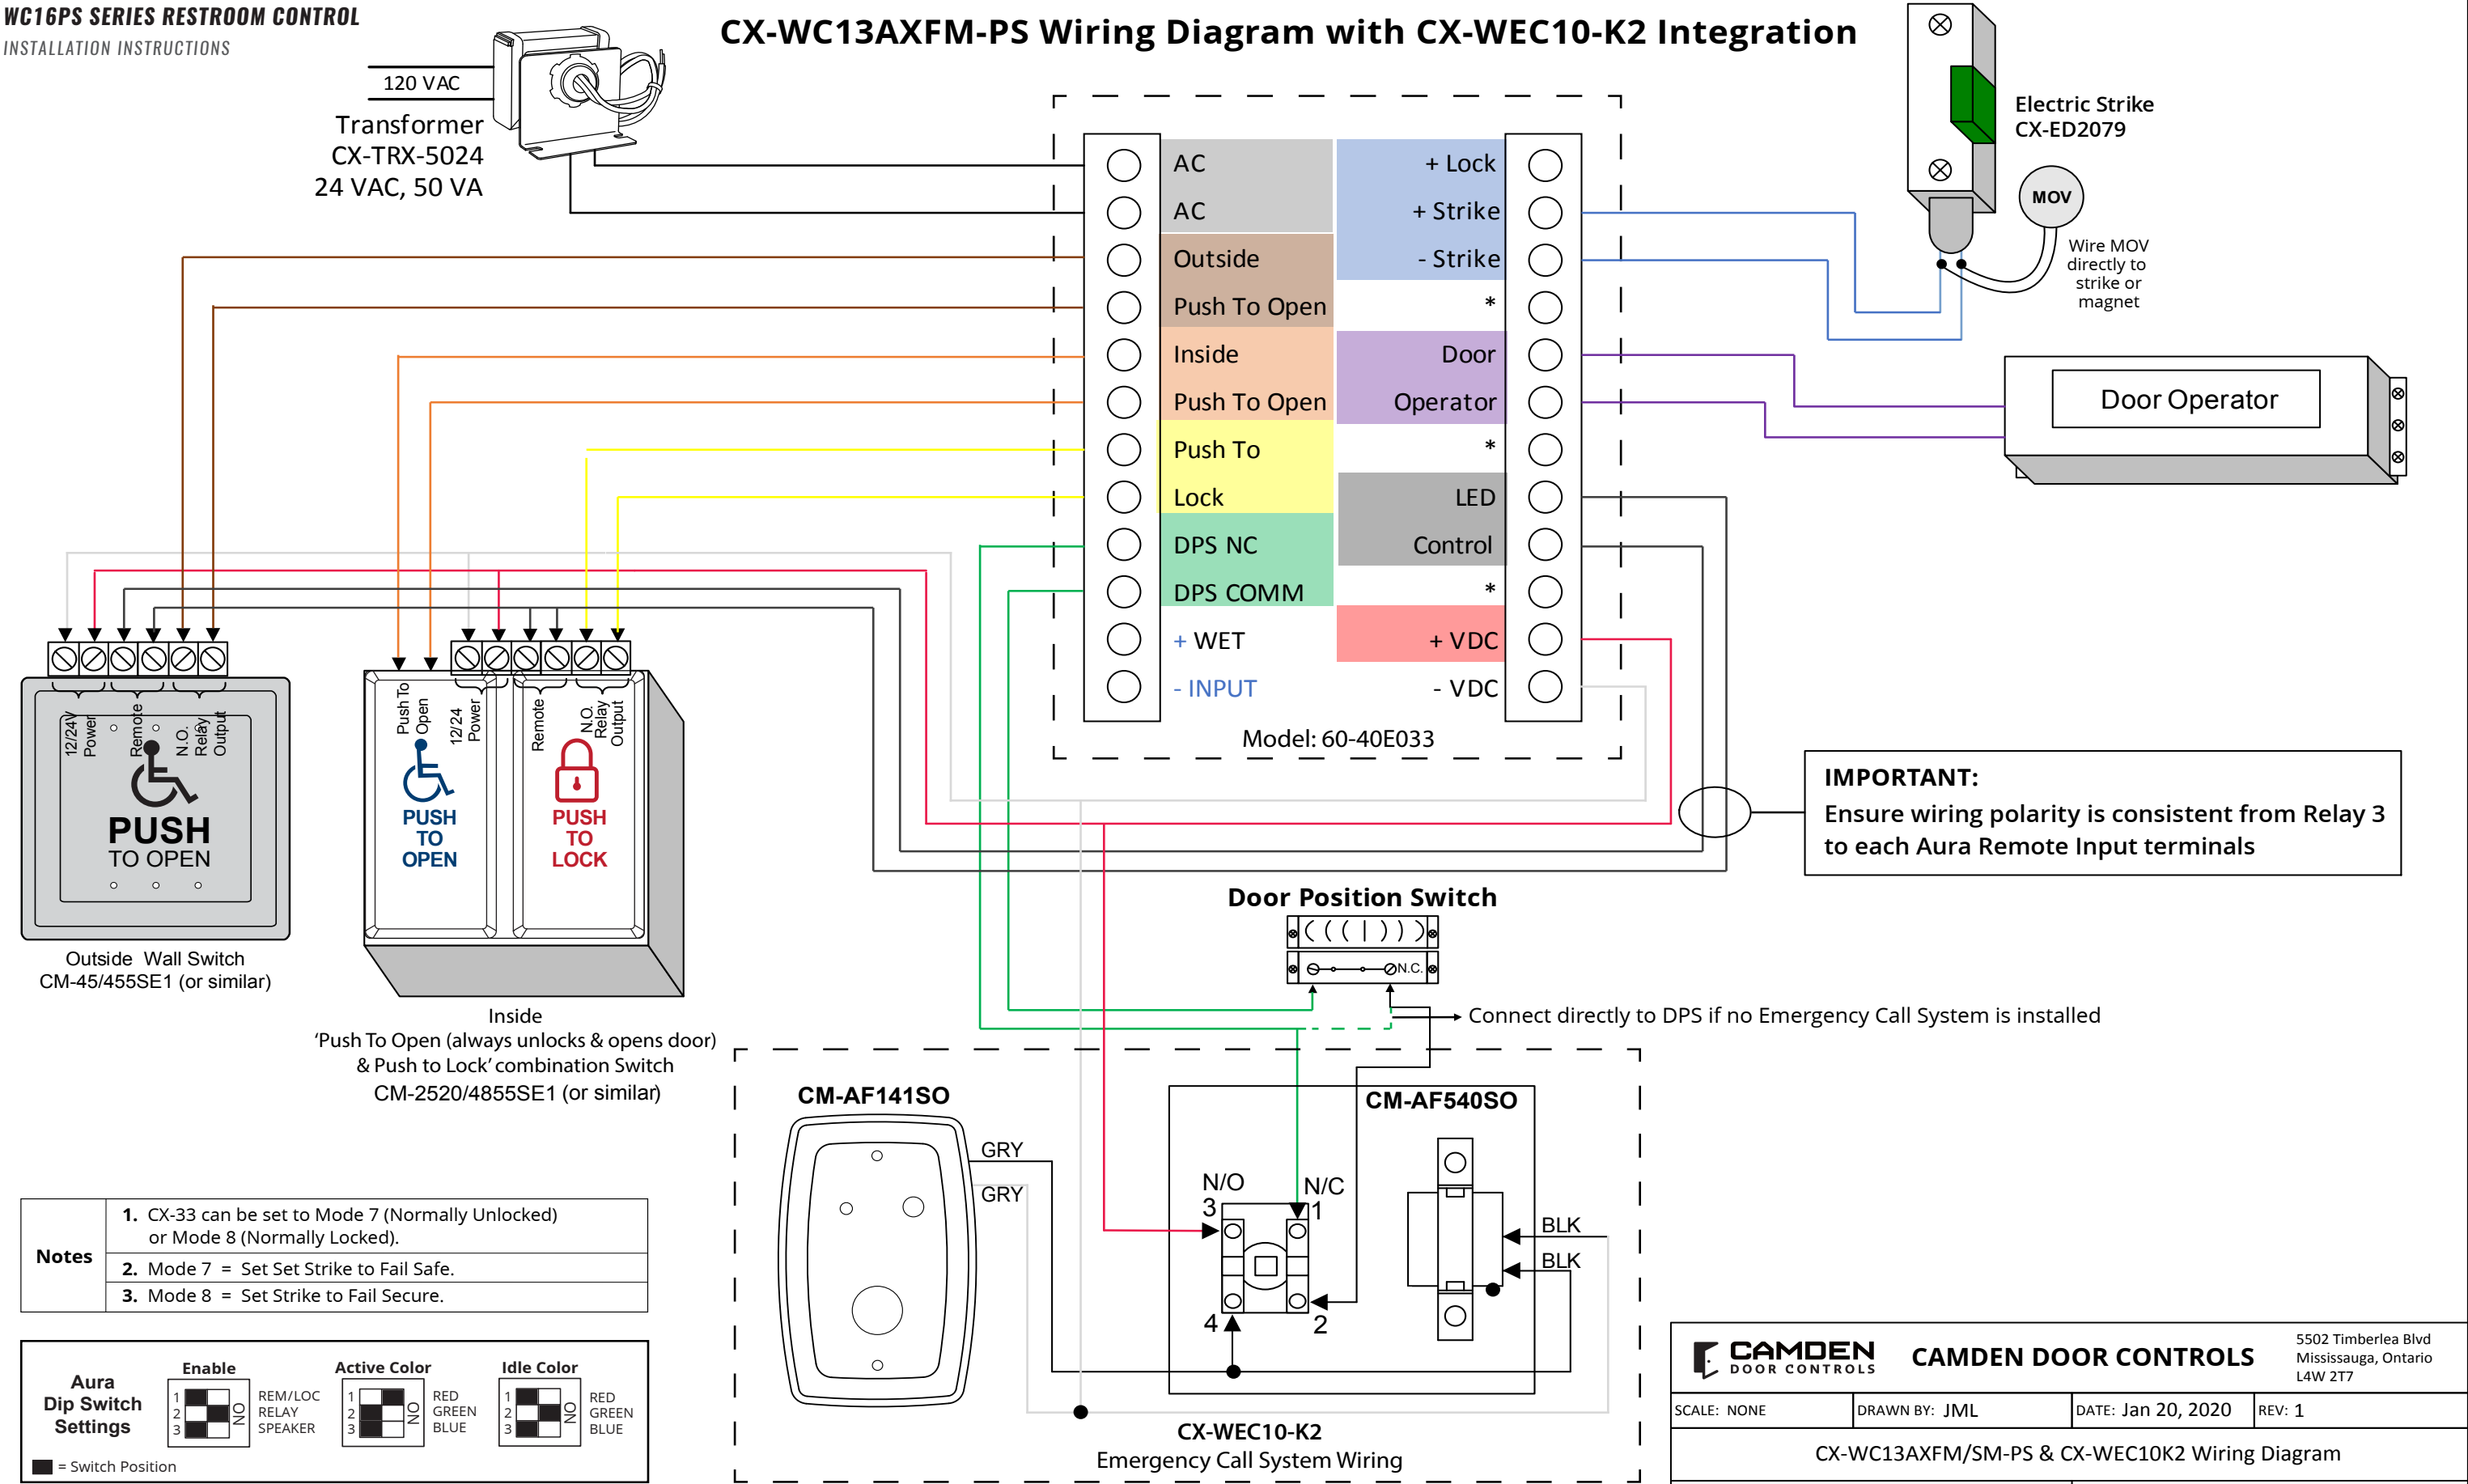 WC16PS SERIES RESTROOM CONTROL
INSTALLATION INSTRUCTIONS
CX-WC13AXFM-PS Wiring Diagram with CX-WEC10-K2 Integration
120 VAC
Transformer
CX-TRX-5024
24 VAC, 50 VA
AC
AC
Outside
Push To Open
Inside
Push To Open
Push To
Lock
DPS NC
DPS COMM
+ WET
- INPUT
+ Lock
+ Strike
- Strike
*
Door
Operator
*
LED
Control
*
+ VDC
- VDC
Model: 60-40E033
Electric Strike
CX-ED2079
MOV
Wire MOV
directly to
strike or
magnet
Door Operator
IMPORTANT:
Ensure wiring polarity is consistent from Relay 3
to each Aura Remote Input terminals
12/24V
Power
Remote
N.O.
Relay
Output
PUSH
TO OPEN
Outside Wall Switch
CM-45/455SE1 (or similar)
Push To
Open
12/24
Power
Remote
N.O.
Relay
Output
PUSH
TO
OPEN
PUSH
TO
LOCK
Inside
‘Push To Open (always unlocks & opens door)
& Push to Lock’ combination Switch
CM-2520/4855SE1 (or similar)
Door Position Switch
N.C.
Connect directly to DPS if no Emergency Call System is installed
CM-AF141SO
GRY
GRY
CM-AF540SO
N/O
3
N/C
1
4
2
BLK
BLK
CX-WEC10-K2
Emergency Call System Wiring
Notes
1. CX-33 can be set to Mode 7 (Normally Unlocked)
or Mode 8 (Normally Locked).
2. Mode 7 = Set Set Strike to Fail Safe.
3. Mode 8 = Set Strike to Fail Secure.
Aura
Dip Switch
Settings
Enable
1
2
3
ON
REM/LOC
RELAY
SPEAKER
Active Color
1
2
3
ON
RED
GREEN
BLUE
Idle Color
1
2
3
ON
RED
GREEN
BLUE
= Switch Position
CAMDEN
DOOR CONTROLS
CAMDEN DOOR CONTROLS
5502 Timberlea Blvd
Mississauga, Ontario
L4W 2T7
SCALE: NONE
DRAWN BY: JML
DATE: Jan 20, 2020
REV: 1
CX-WC13AXFM/SM-PS & CX-WEC10K2 Wiring Diagram